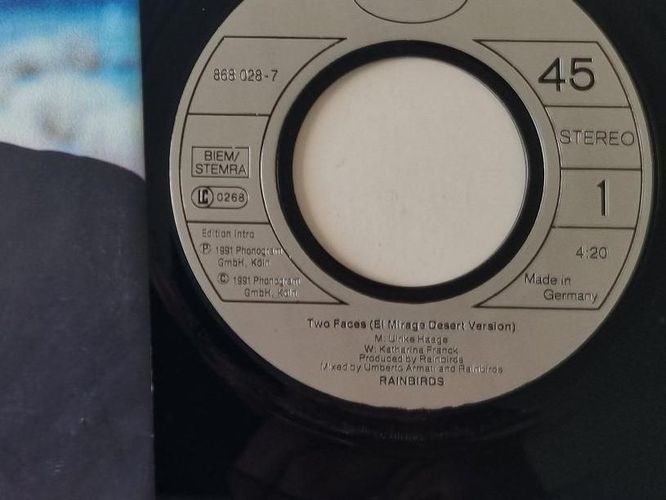 868 028-7
BIEM/
STEMRA
LC 0268
Edition Intro
Ⓟ 1991 Phonogram
GmbH, Köln
© 1991 Phonogram
GmbH, Köln
45
STEREO
1
4:20
Made in
Germany
Two Faces (El Mirage Desert Version)
M: Ulrike Haage
W: Katharina Franck
Produced by Rainbirds
Mixed by Umberto Armati and Rainbirds
RAINBIRDS